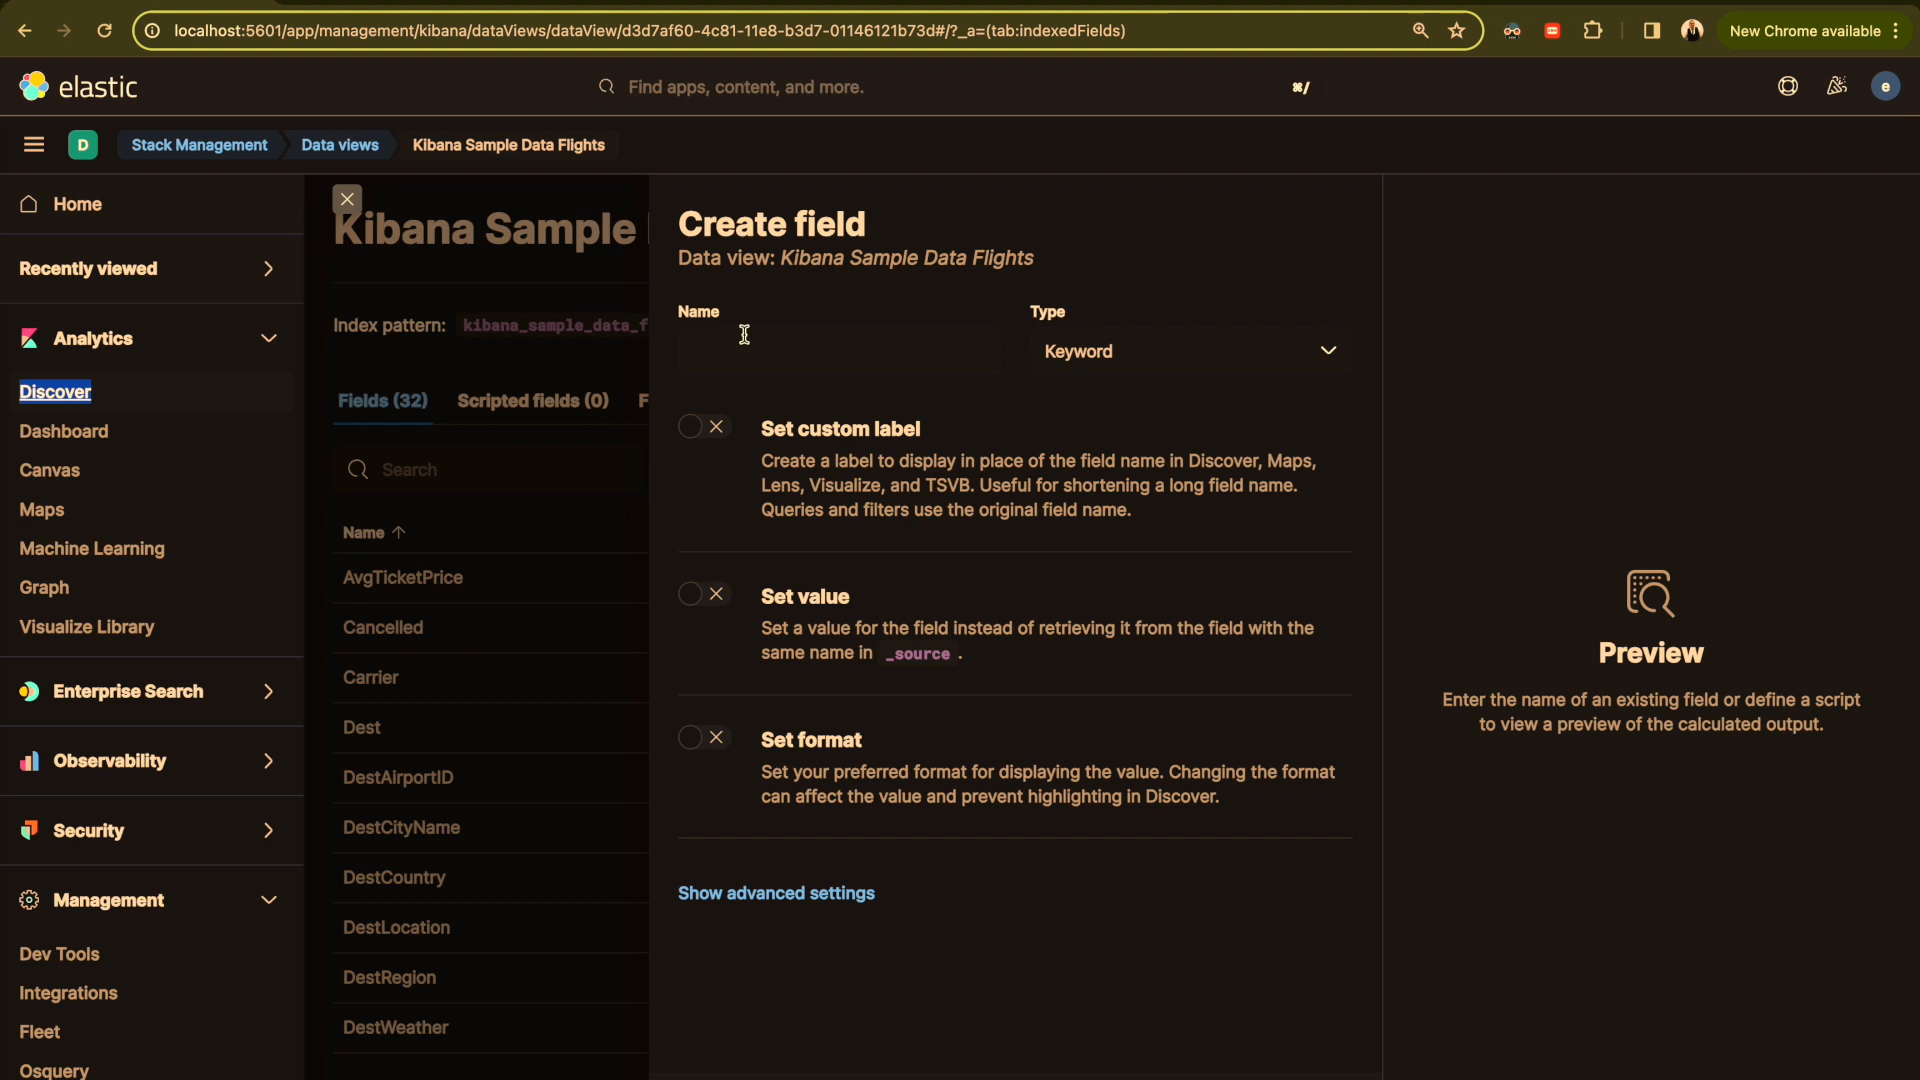 localhost:5601/app/management/kibana/dataViews/dataView/d3d7af60-4c81-11e8-b3d7-01146121b73d#/?_a=(tab:indexedFields)
New Chrome available
elastic
Find apps, content, and more.
⌘/
e
D
Stack Management
Data views
Kibana Sample Data Flights
Home
Recently viewed
Analytics
Discover
Dashboard
Canvas
Maps
Machine Learning
Graph
Visualize Library
Enterprise Search
Observability
Security
Management
Dev Tools
Integrations
Fleet
Osquery
Kibana Sample
Index pattern: kibana_sample_data_f
Fields (32)
Scripted fields (0)
F
Search
Name
AvgTicketPrice
Cancelled
Carrier
Dest
DestAirportID
DestCityName
DestCountry
DestLocation
DestRegion
DestWeather
Create field
Data view: Kibana Sample Data Flights
Name
Type
Keyword
Set custom label
Create a label to display in place of the field name in Discover, Maps,
Lens, Visualize, and TSVB. Useful for shortening a long field name.
Queries and filters use the original field name.
Set value
Set a value for the field instead of retrieving it from the field with the
same name in _source .
Set format
Set your preferred format for displaying the value. Changing the format
can affect the value and prevent highlighting in Discover.
Show advanced settings
Preview
Enter the name of an existing field or define a script
to view a preview of the calculated output.